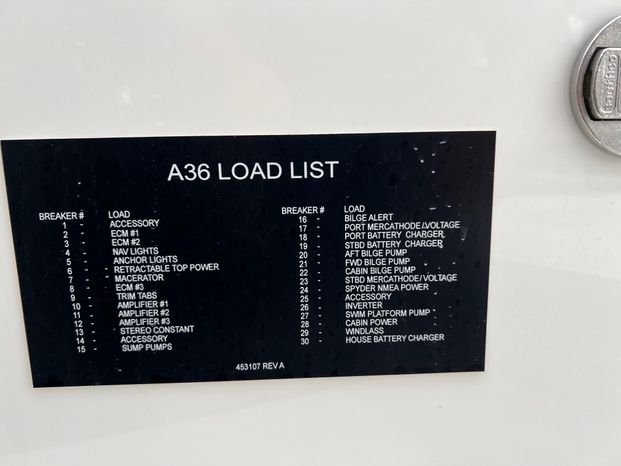 A36 LOAD LIST
BREAKER # LOAD
1 - ACCESSORY
2 - ECM #1
3 - ECM #2
4 - NAV LIGHTS
5 - ANCHOR LIGHTS
6 - RETRACTABLE TOP POWER
7 - MACERATOR
8 - ECM #3
9 - TRIM TABS
10 - AMPLIFIER #1
11 - AMPLIFIER #2
12 - AMPLIFIER #3
13 - STEREO CONSTANT
14 - ACCESSORY
15 - SUMP PUMPS
BREAKER # LOAD
16 - BILGE ALERT
17 - PORT MERCATHODE/VOLTAGE
18 - PORT BATTERY CHARGER
19 - STBD BATTERY CHARGER
20 - AFT BILGE PUMP
21 - FWD BILGE PUMP
22 - CABIN BILGE PUMP
23 - STBD MERCATHODE/VOLTAGE
24 - SPYDER NMEA POWER
25 - ACCESSORY
26 - INVERTER
27 - SWIM PLATFORM PUMP
28 - CABIN POWER
29 - WINDLASS
30 - HOUSE BATTERY CHARGER
453107 REV A
southco